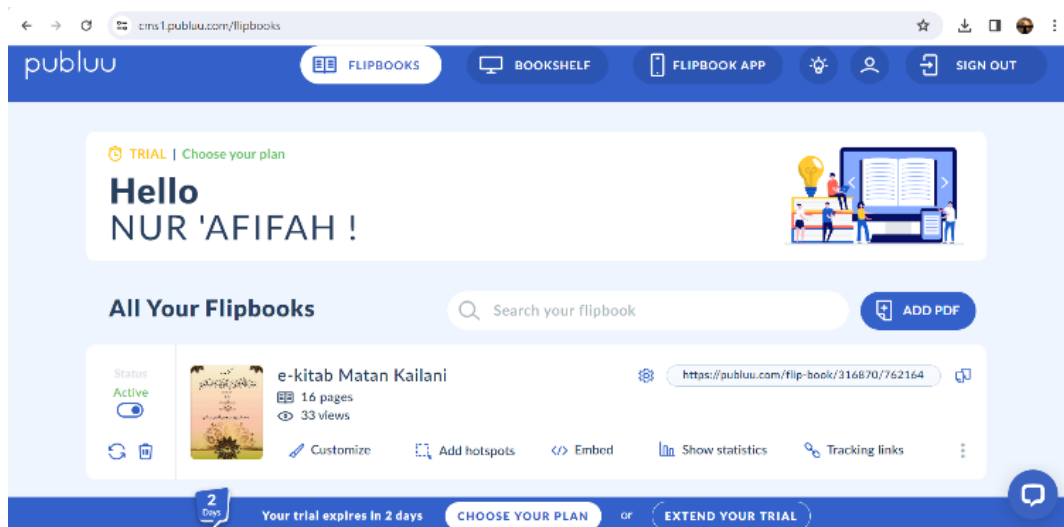 cms1.publuu.com/flipbooks
publuu
FLIPBOOKS
BOOKSHELF
FLIPBOOK APP
SIGN OUT
TRIAL | Choose your plan
Hello
NUR 'AFIFAH !
All Your Flipbooks
Search your flipbook
ADD PDF
Status
Active
e-kitab Matan Kailani
16 pages
33 views
https://publuu.com/flip-book/316870/762164
Customize
Add hotspots
</> Embed
Show statistics
Tracking links
2
Days
Your trial expires in 2 days
CHOOSE YOUR PLAN
or
EXTEND YOUR TRIAL